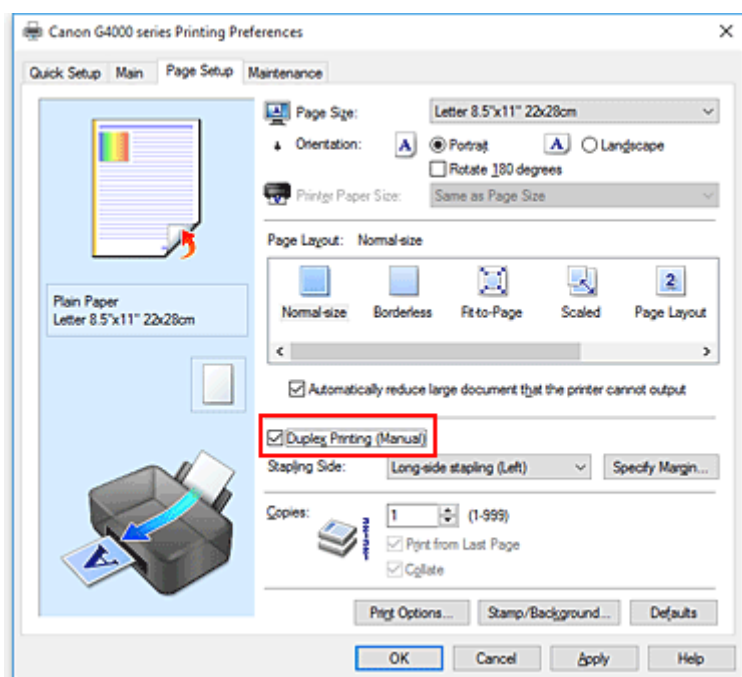 Canon G4000 series Printing Preferences
Quick Setup Main Page Setup Maintenance
Page Size: Letter 8.5"x11" 22x28cm
Orientation: A Portrait A Landscape
Rotate 180 degrees
Printer Paper Size: Same as Page Size
Page Layout: Normal-size
2
Normal-size Borderless Fit-to-Page Scaled Page Layout
Plain Paper
Letter 8.5"x11" 22x28cm
Automatically reduce large document that the printer cannot output
Duplex Printing (Manual)
Stapling Side: Long-side stapling (Left) Specify Margin...
Copies: 1 (1-999)
Print from Last Page
Collate
A
Print Options... Stamp/Background... Defaults
OK Cancel Apply Help